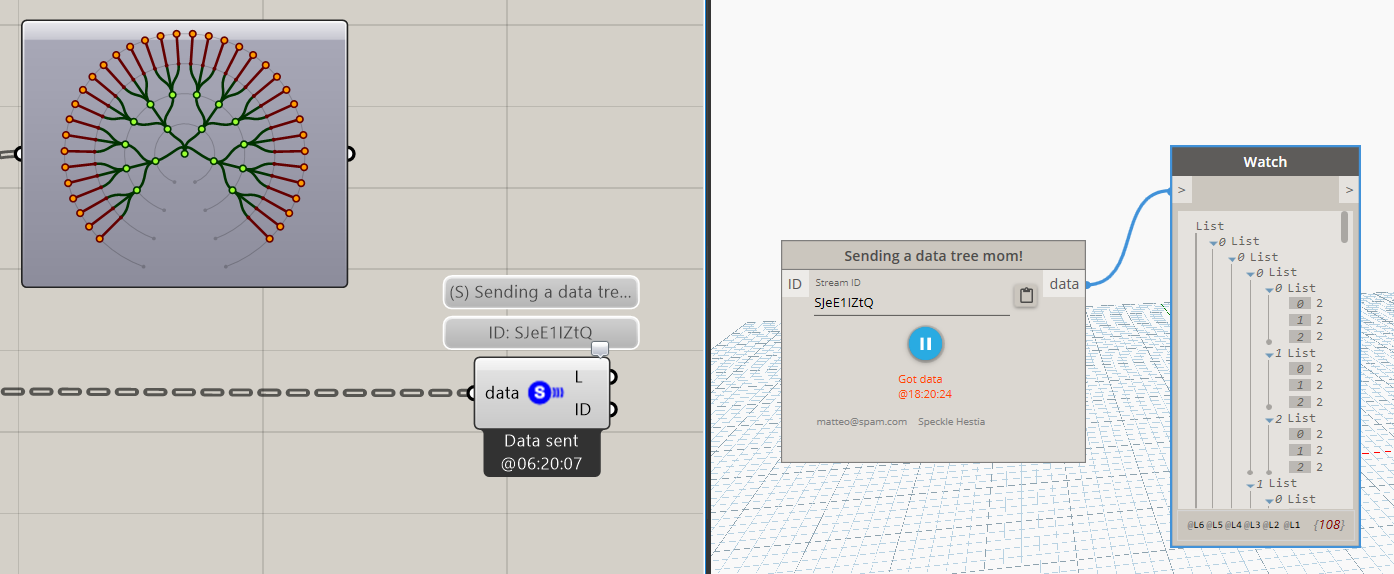 (S) Sending a data tre...
ID: SJeE1IZtQ
data
S
L
ID
Data sent
@06:20:07
Sending a data tree mom!
ID
Stream ID
SJeE1IZtQ
data
Got data
@18:20:24
matteo@spam.com Speckle Hestia
Watch
> >
List
0 List
0 List
0 List
0 List
0 2
1 2
2 2
1 List
0 2
1 2
2 2
2 List
0 2
1 2
2 2
1 List
0 List
@L6 @L5 @L4 @L3 @L2 @L1 {108}